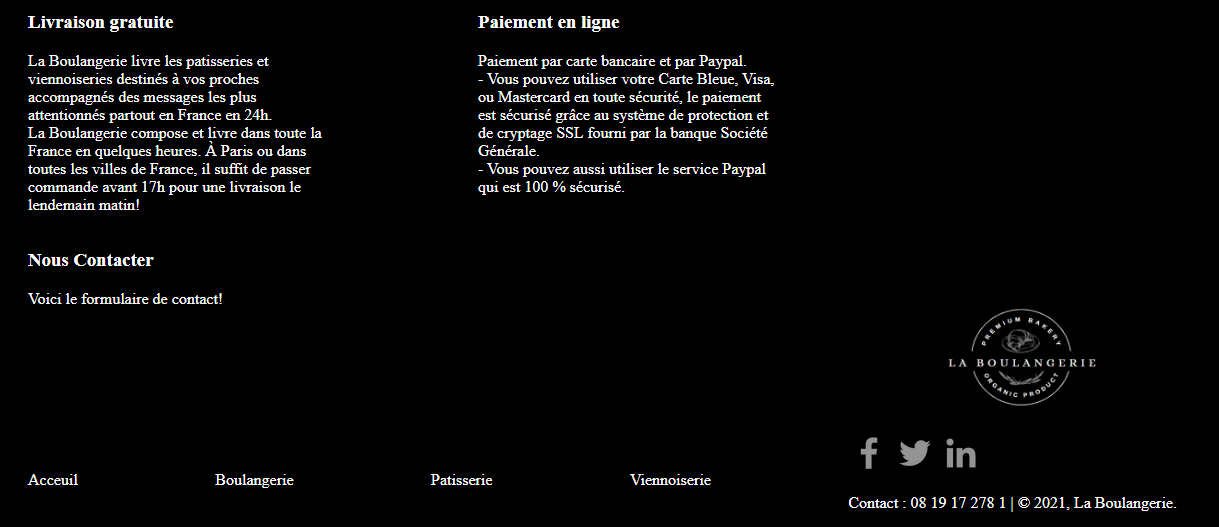 Livraison gratuite
La Boulangerie livre les patisseries et
viennoiseries destinés à vos proches
accompagnés des messages les plus
attentionnés partout en France en 24h.
La Boulangerie compose et livre dans toute la
France en quelques heures. À Paris ou dans
toutes les villes de France, il suffit de passer
commande avant 17h pour une livraison le
lendemain matin!
Paiement en ligne
Paiement par carte bancaire et par Paypal.
- Vous pouvez utiliser votre Carte Bleue, Visa,
ou Mastercard en toute sécurité, le paiement
est sécurisé grâce au système de protection et
de cryptage SSL fourni par la banque Société
Générale.
- Vous pouvez aussi utiliser le service Paypal
qui est 100 % sécurisé.
Nous Contacter
Voici le formulaire de contact!
PREMIUM BAKERY
LA BOULANGERIE
ORGANIC PRODUCT
Acceuil
Boulangerie
Patisserie
Viennoiserie
Contact : 08 19 17 278 1 | © 2021, La Boulangerie.